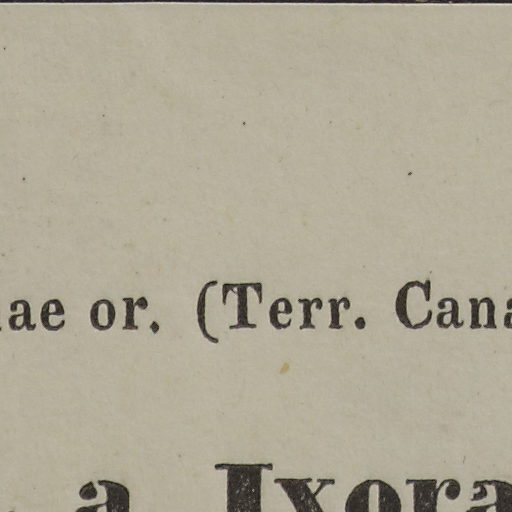 ae or. (Terr. Cana
a Ixora